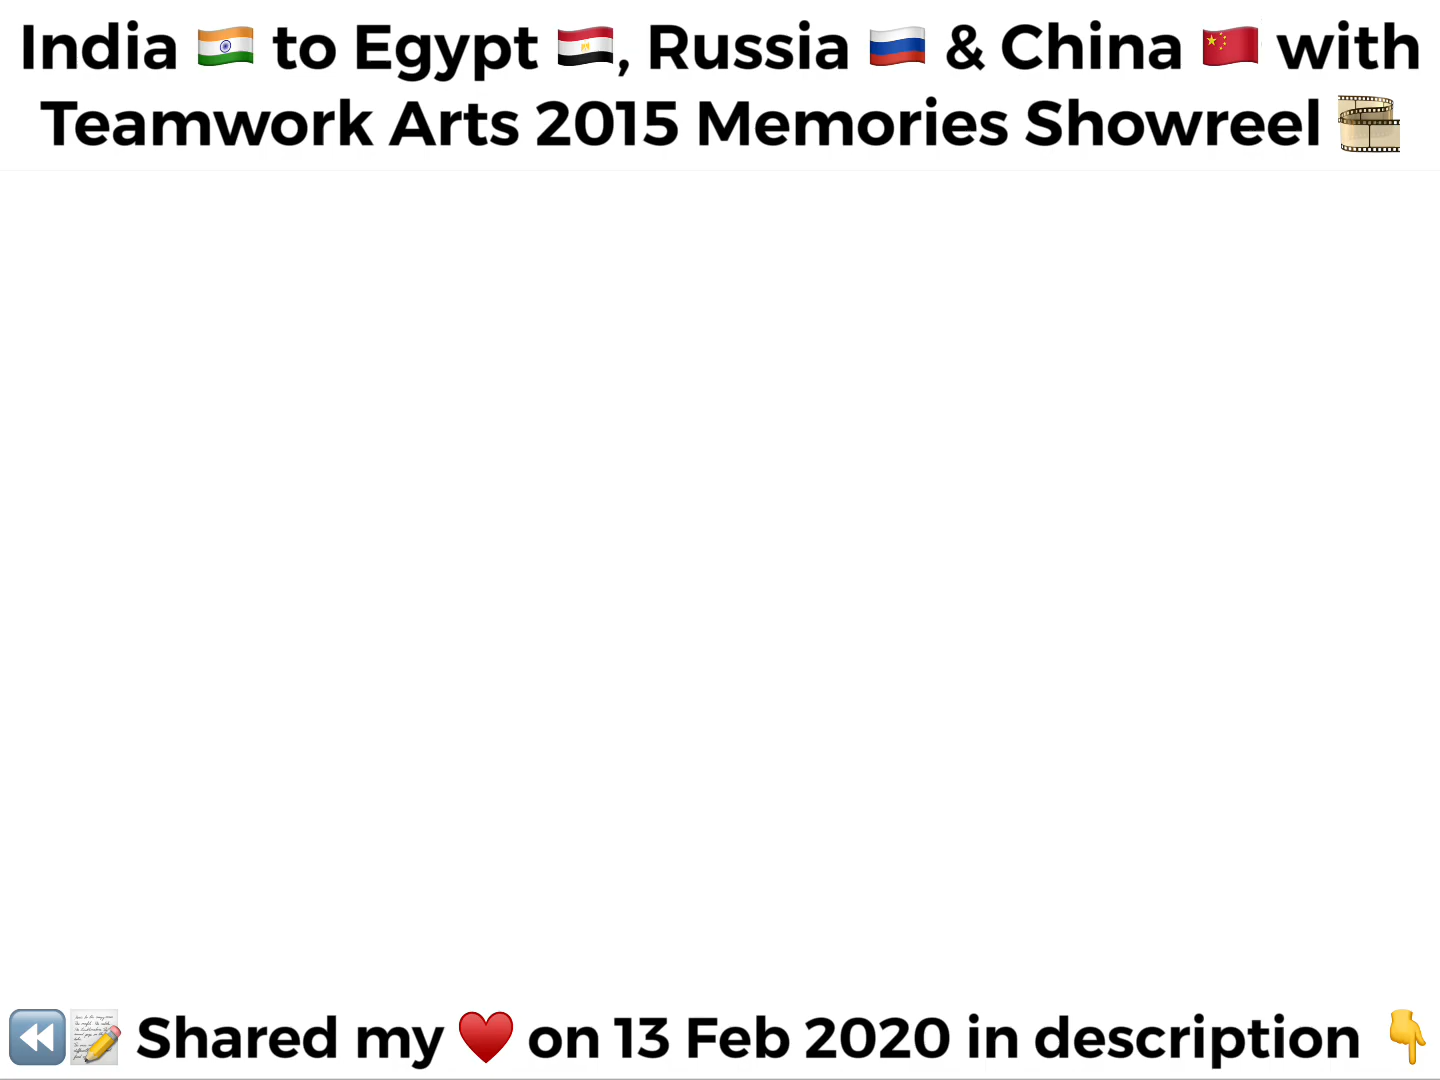 India 🇮🇳 to Egypt 🇪🇬, Russia 🇷🇺 & China 🇨🇳 with
Teamwork Arts 2015 Memories Showreel 🎞️
⏪📝 Shared my ♥️ on 13 Feb 2020 in description 👇